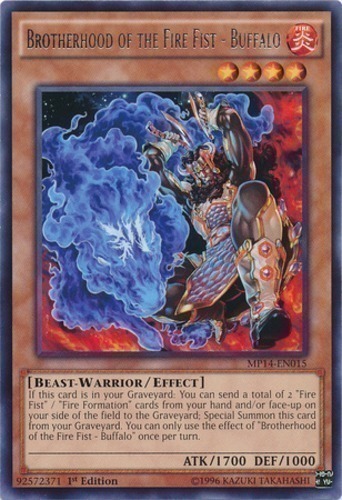 BROTHERHOOD OF THE FIRE FIST - BUFFALO
FIRE
炎
MP14-EN015
[BEAST-WARRIOR/EFFECT]
If this card is in your Graveyard: You can send a total of 2 "Fire
Fist" / "Fire Formation" cards from your hand and/or face-up on
your side of the field to the Graveyard; Special Summon this card
from your Graveyard. You can only use the effect of "Brotherhood
of the Fire Fist - Buffalo" once per turn.
ATK/1700 DEF/1000
92572371 1st Edition ©1996 KAZUKI TAKAHASHI